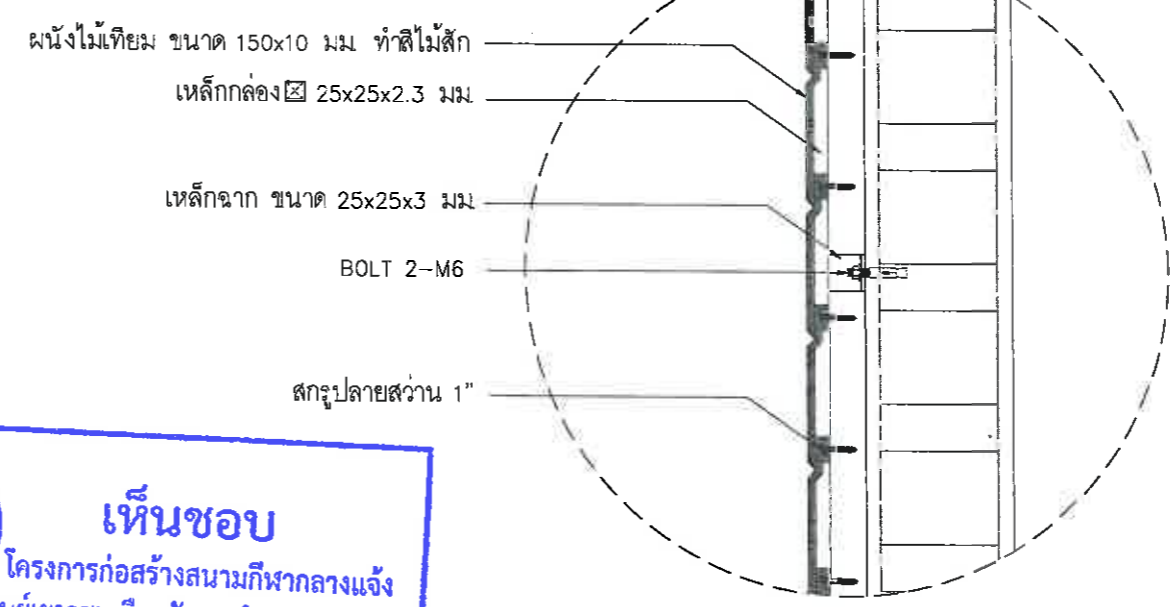 ผนังไม้เทียม ขนาด 150x10 มม. ทำสีไม้สัก
เหล็กกล่อง 25x25x2.3 มม.
เหล็กฉาก ขนาด 25x25x3 มม.
BOLT 2-M6
สกรูปลายสว่าน 1"
เห็นชอบ
โครงการก่อสร้างสนามกีฬากลางแจ้ง